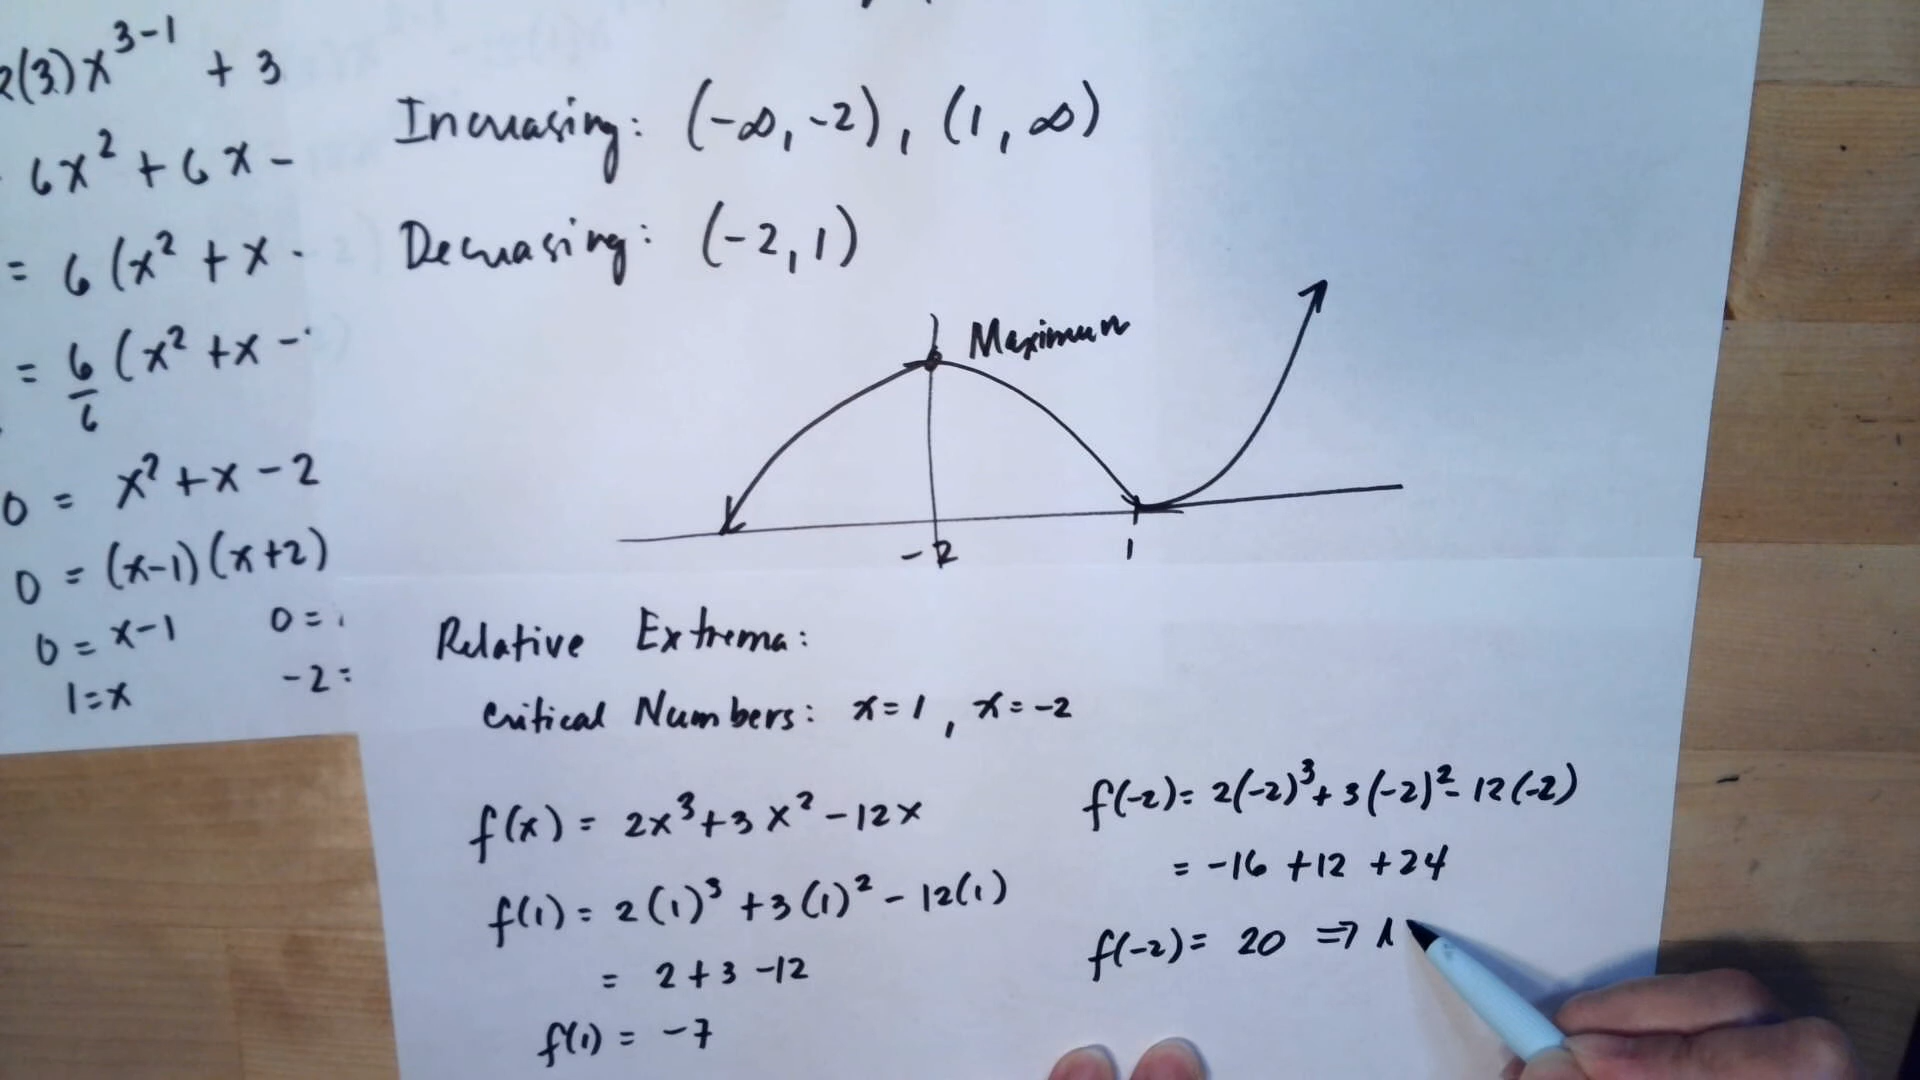 2(3)x^{3-1} + 3
6x² + 6x -
= 6(x² + x -
= 6/6 (x² + x -
0 = x² + x - 2
0 = (x-1)(x+2)
0 = x-1 0 =
1 = x -2 =
Increasing: (-∞, -2), (1, ∞)
Decreasing: (-2, 1)
Maximum
-2 1
Relative Extrema:
Critical Numbers: x=1, x=-2
f(x) = 2x³+3x²-12x
f(1) = 2(1)³ +3(1)² - 12(1)
= 2+3-12
f(1) = -7
f(-2) = 2(-2)³+3(-2)²-12(-2)
= -16 +12 +24
f(-2) = 20 ⇒